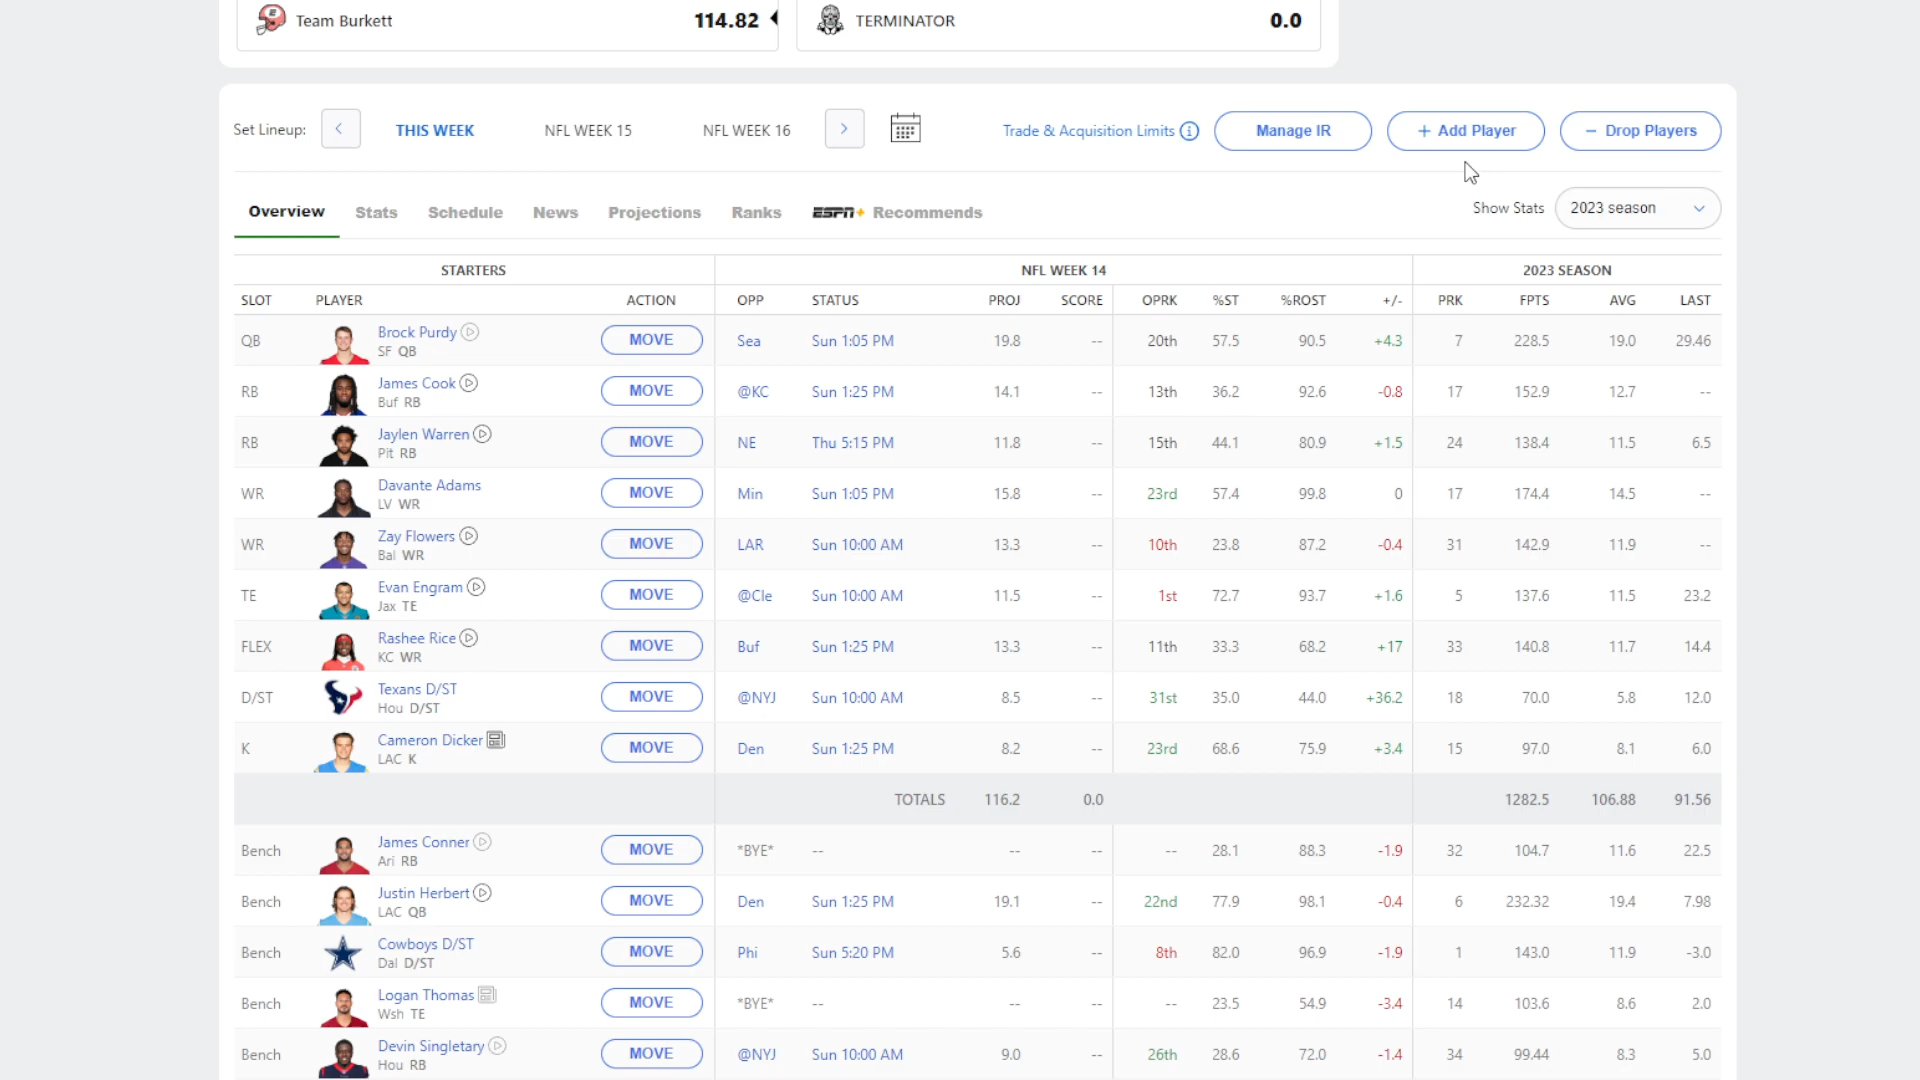 Team Burkett 114.82 TERMINATOR 0.0
Set Lineup: THIS WEEK NFL WEEK 15 NFL WEEK 16 Trade & Acquisition Limits i Manage IR + Add Player − Drop Players
Overview Stats Schedule News Projections Ranks ESPN+ Recommends Show Stats 2023 season
STARTERS NFL WEEK 14 2023 SEASON
SLOT PLAYER ACTION OPP STATUS PROJ SCORE OPRK %ST %ROST +/- PRK FPTS AVG LAST
QB Brock Purdy MOVE Sea Sun 1:05 PM 19.8 -- 20th 57.5 90.5 +4.3 7 228.5 19.0 29.46
SF QB
RB James Cook MOVE @KC Sun 1:25 PM 14.1 -- 13th 36.2 92.6 -0.8 17 152.9 12.7 --
Buf RB
RB Jaylen Warren MOVE NE Thu 5:15 PM 11.8 -- 15th 44.1 80.9 +1.5 24 138.4 11.5 6.5
Pit RB
WR Davante Adams MOVE Min Sun 1:05 PM 15.8 -- 23rd 57.4 99.8 0 17 174.4 14.5 --
LV WR
WR Zay Flowers MOVE LAR Sun 10:00 AM 13.3 -- 10th 23.8 87.2 -0.4 31 142.9 11.9 --
Bal WR
TE Evan Engram MOVE @Cle Sun 10:00 AM 11.5 -- 1st 72.7 93.7 +1.6 5 137.6 11.5 23.2
Jax TE
FLEX Rashee Rice MOVE Buf Sun 1:25 PM 13.3 -- 11th 33.3 68.2 +17 33 140.8 11.7 14.4
KC WR
D/ST Texans D/ST MOVE @NYJ Sun 10:00 AM 8.5 -- 31st 35.0 44.0 +36.2 18 70.0 5.8 12.0
Hou D/ST
K Cameron Dicker MOVE Den Sun 1:25 PM 8.2 -- 23rd 68.6 75.9 +3.4 15 97.0 8.1 6.0
LAC K
TOTALS 116.2 0.0 1282.5 106.88 91.56
Bench James Conner MOVE *BYE* -- -- -- -- 28.1 88.3 -1.9 32 104.7 11.6 22.5
Ari RB
Bench Justin Herbert MOVE Den Sun 1:25 PM 19.1 -- 22nd 77.9 98.1 -0.4 6 232.32 19.4 7.98
LAC QB
Bench Cowboys D/ST MOVE Phi Sun 5:20 PM 5.6 -- 8th 82.0 96.9 -1.9 1 143.0 11.9 -3.0
Dal D/ST
Bench Logan Thomas MOVE *BYE* -- -- -- -- 23.5 54.9 -3.4 14 103.6 8.6 2.0
Wsh TE
Bench Devin Singletary MOVE @NYJ Sun 10:00 AM 9.0 -- 26th 28.6 72.0 -1.4 34 99.44 8.3 5.0
Hou RB